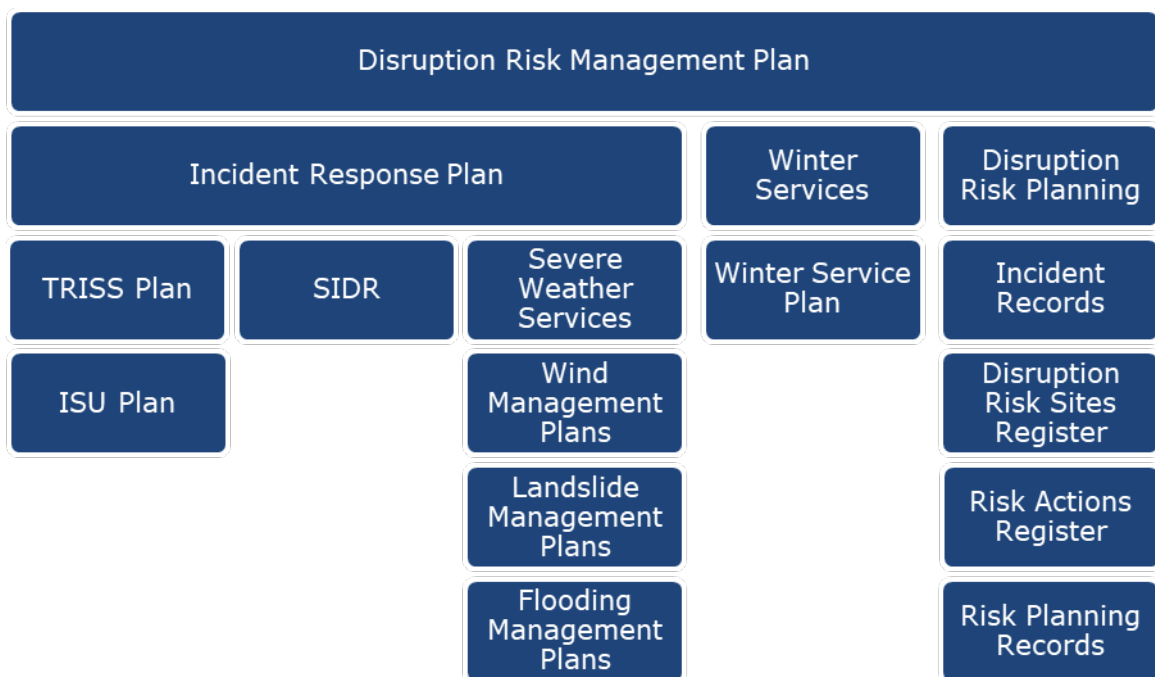 Disruption Risk Management Plan
Incident Response Plan
Winter
Services
Disruption
Risk Planning
TRISS Plan
SIDR
Severe
Weather
Services
Winter Service
Plan
Incident
Records
ISU Plan
Wind
Management
Plans
Disruption
Risk Sites
Register
Landslide
Management
Plans
Risk Actions
Register
Flooding
Management
Plans
Risk Planning
Records